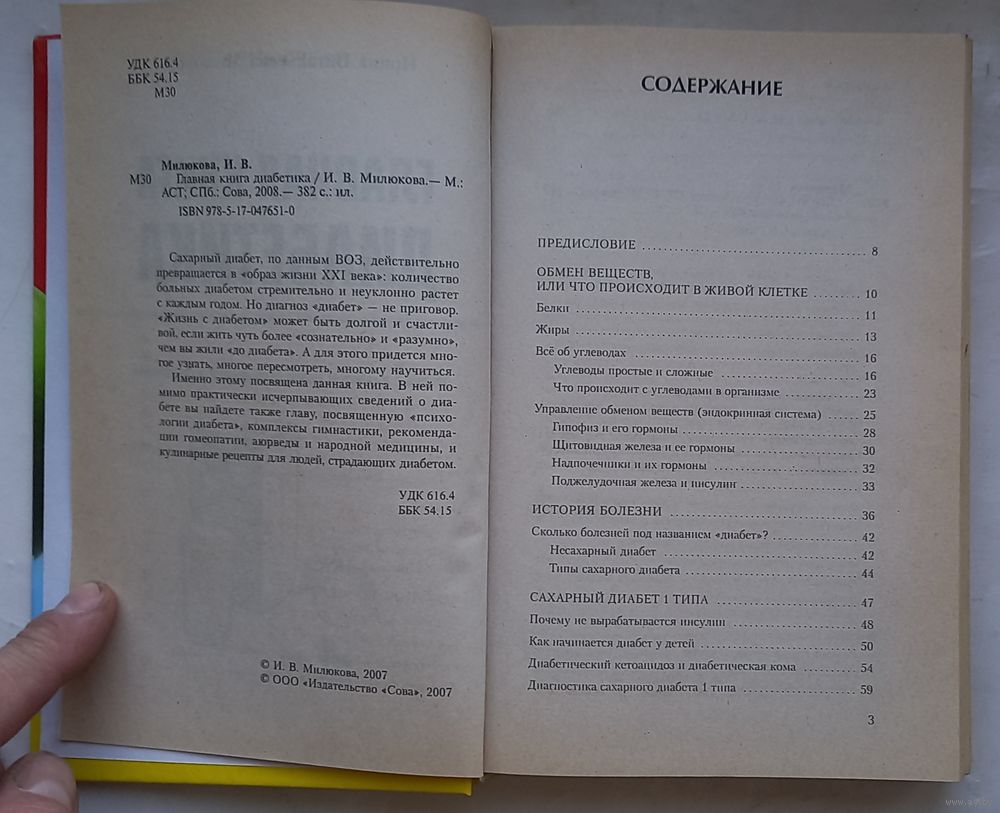 УДК 616.4
ББК 54.15
М30
Милюкова, И. В.
М30 Главная книга диабетика / И. В. Милюкова.— М.:
АСТ; СПб.: Сова, 2008.— 382 с.: ил.
ISBN 978-5-17-047651-0
Сахарный диабет, по данным ВОЗ, действительно
превращается в «образ жизни XXI века»: количество
больных диабетом стремительно и неуклонно растет
с каждым годом. Но диагноз «диабет» — не приговор.
«Жизнь с диабетом» может быть долгой и счастли-
вой, если жить чуть более «сознательно» и «разумно»,
чем вы жили «до диабета». А для этого придется мно-
гое узнать, многое пересмотреть, многому научиться.
Именно этому посвящена данная книга. В ней по-
мимо практически исчерпывающих сведений о диа-
бете вы найдете также главу, посвященную «психо-
логии диабета», комплексы гимнастики, рекоменда-
ции гомеопатии, аюрведы и народной медицины, и
кулинарные рецепты для людей, страдающих диабетом.
УДК 616.4
ББК 54.15
© И. В. Милюкова, 2007
© ООО «Издательство «Сова», 2007
СОДЕРЖАНИЕ
ПРЕДИСЛОВИЕ 8
ОБМЕН ВЕЩЕСТВ,
ИЛИ ЧТО ПРОИСХОДИТ В ЖИВОЙ КЛЕТКЕ 10
Белки 11
Жиры 13
Всё об углеводах 16
Углеводы простые и сложные 16
Что происходит с углеводами в организме 23
Управление обменом веществ (эндокринная система) 25
Гипофиз и его гормоны 28
Щитовидная железа и ее гормоны 30
Надпочечники и их гормоны 32
Поджелудочная железа и инсулин 33
ИСТОРИЯ БОЛЕЗНИ 36
Сколько болезней под названием «диабет»? 42
Несахарный диабет 42
Типы сахарного диабета 44
САХАРНЫЙ ДИАБЕТ 1 ТИПА 47
Почему не вырабатывается инсулин 48
Как начинается диабет у детей 50
Диабетический кетоацидоз и диабетическая кома 54
Диагностика сахарного диабета 1 типа 59
3